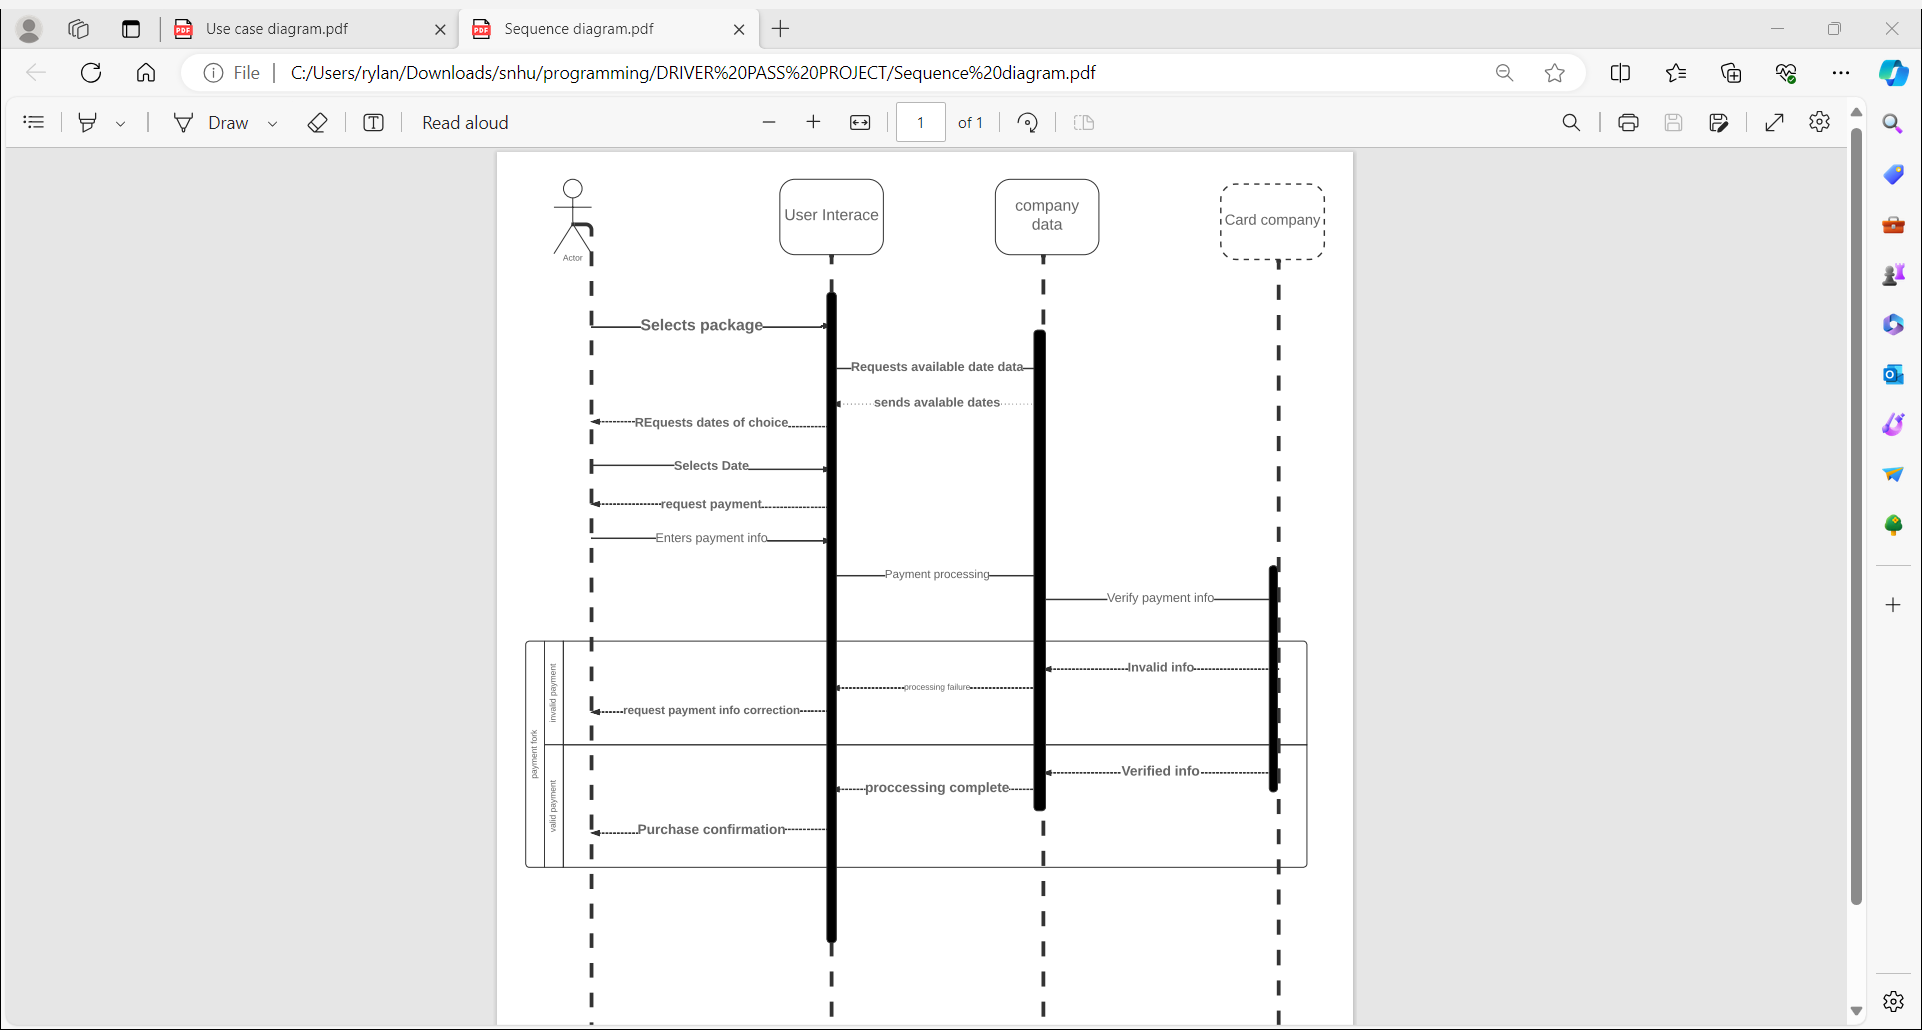 Use case diagram.pdf
Sequence diagram.pdf
File
C:/Users/rylan/Downloads/snhu/programming/DRIVER%20PASS%20PROJECT/Sequence%20diagram.pdf
Draw
Read aloud
1
of 1
Actor
User Interace
company
data
Card company
Selects package
Requests available date data
sends avalable dates
REquests dates of choice
Selects Date
request payment
Enters payment info
Payment processing
Verify payment info
payment fork
invalid payment
Invalid info
processing failure
request payment info correction
valid payment
Verified info
proccessing complete
Purchase confirmation